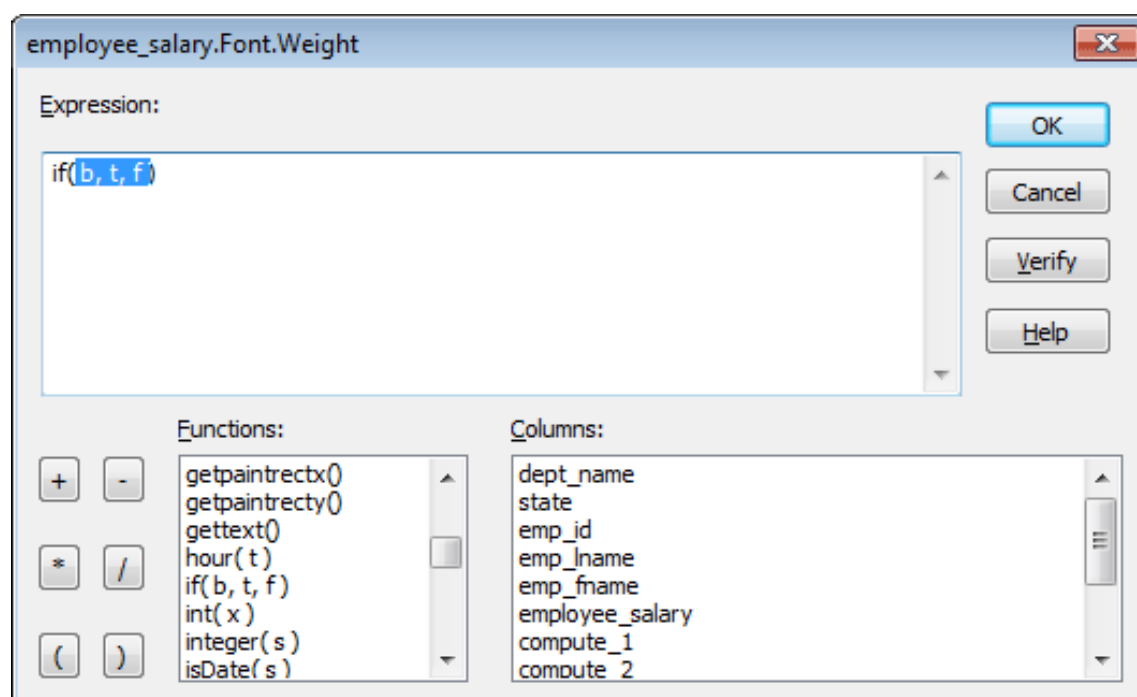 employee_salary.Font.Weight
Expression:
OK
if( b, t, f )
Cancel
Verify
Help
Functions:
Columns:
+ -
* /
( )
getpaintrectx()
getpaintrecty()
gettext()
hour( t )
if( b, t, f )
int( x )
integer( s )
isDate( s )
dept_name
state
emp_id
emp_lname
emp_fname
employee_salary
compute_1
compute_2